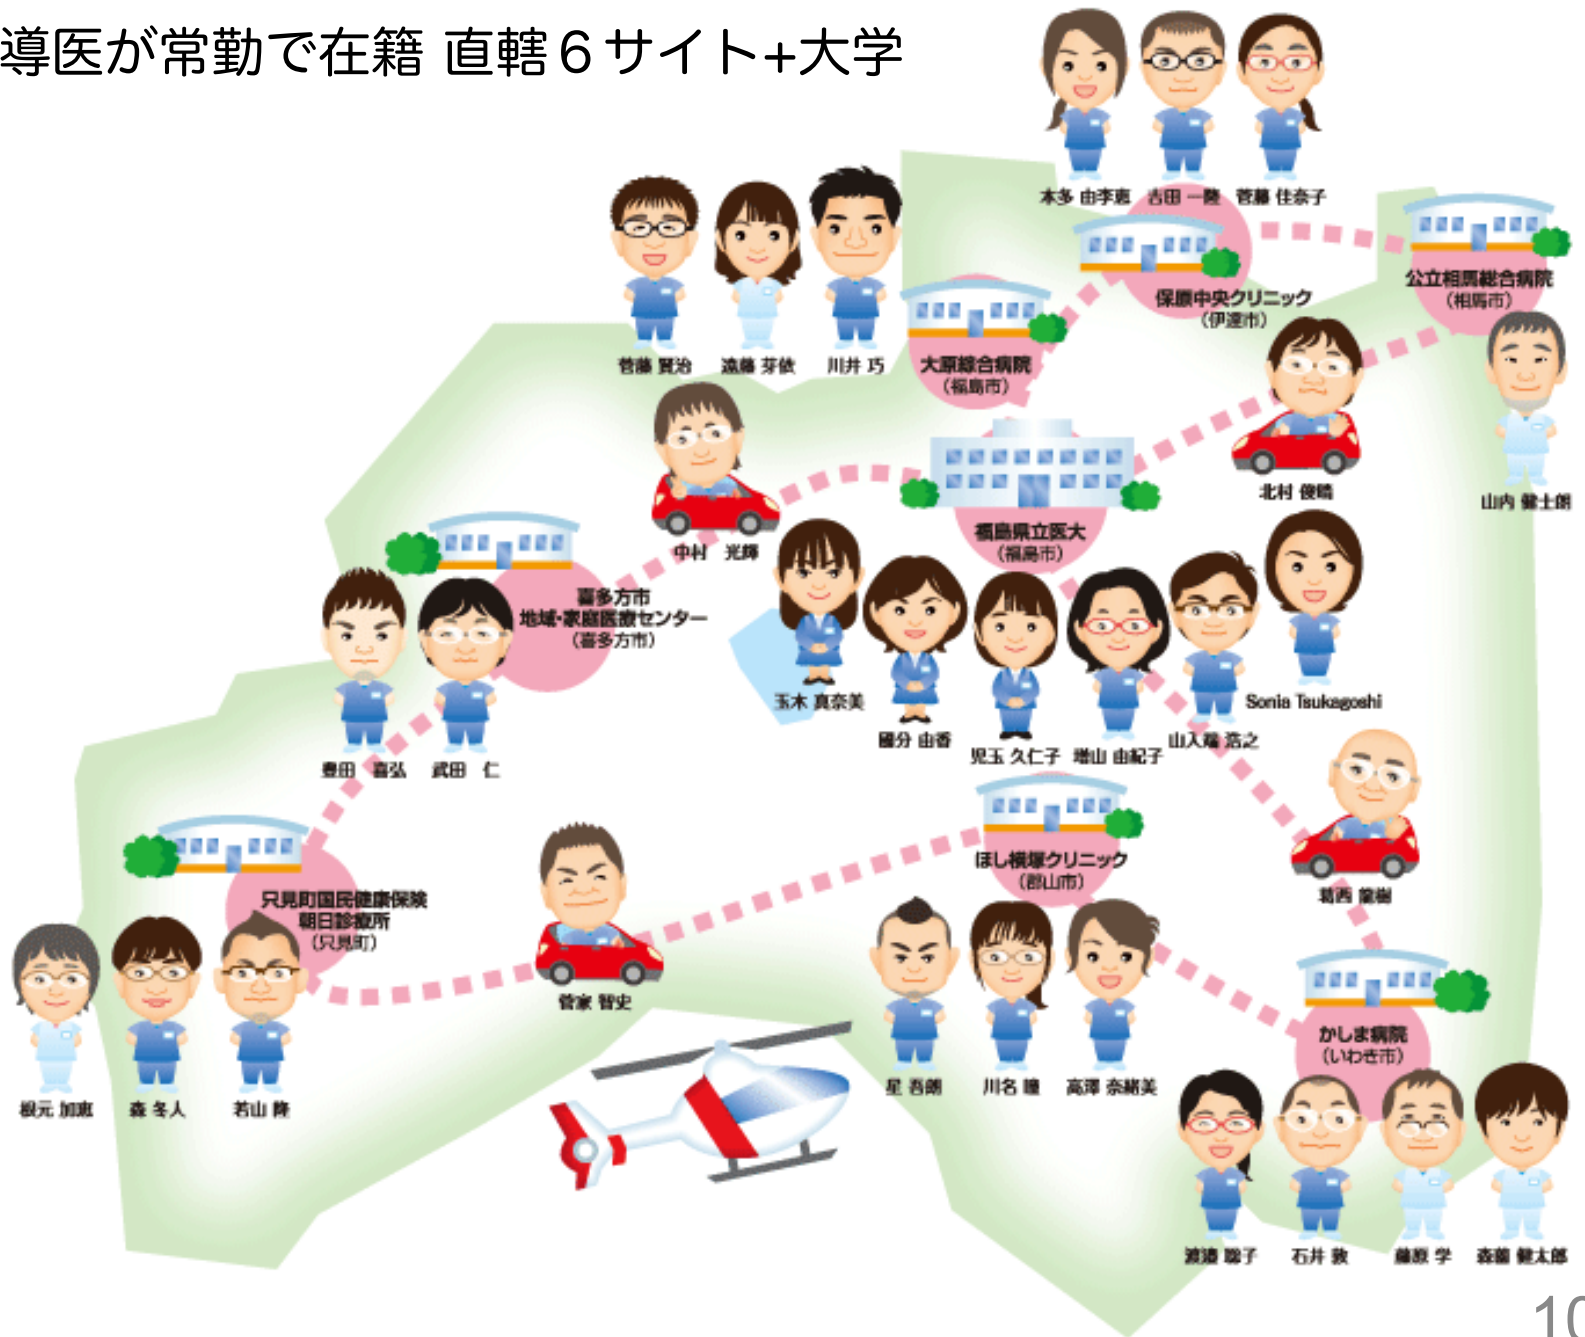 導医が常勤で在籍 直轄６サイト+大学
本多 由李恵 吉田 一隆 菅藤 佳奈子
公立相馬総合病院
（相馬市）
保原中央クリニック
（伊達市）
菅藤 賢治 遠藤 芽依 川井 巧
大原綜合病院
（福島市）
北村 俊晴
山内 健士朗
中村 光輝
福島県立医大
（福島市）
喜多方市
地域・家庭医療センター
（喜多方市）
玉木 真奈美
國分 由香
児玉 久仁子
増山 由紀子
山入端 浩之
Sonia Tsukagoshi
豊田 喜弘 武田 仁
ほし横塚クリニック
（郡山市）
葛西 龍樹
只見町国民健康保険
朝日診療所
（只見町）
菅家 智史
かしま病院
（いわき市）
星 吾朗 川名 瞳 高澤 奈緒美
根元 加恵 森 冬人 若山 隆
渡邉 聡子 石井 敦 藤原 学 森薗 健太郎
10